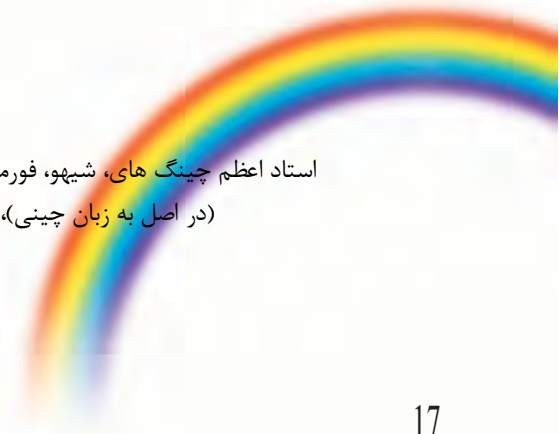 استاد اعظم چینگ های، شیهو، فورم
(در اصل به زبان چینی)،
17